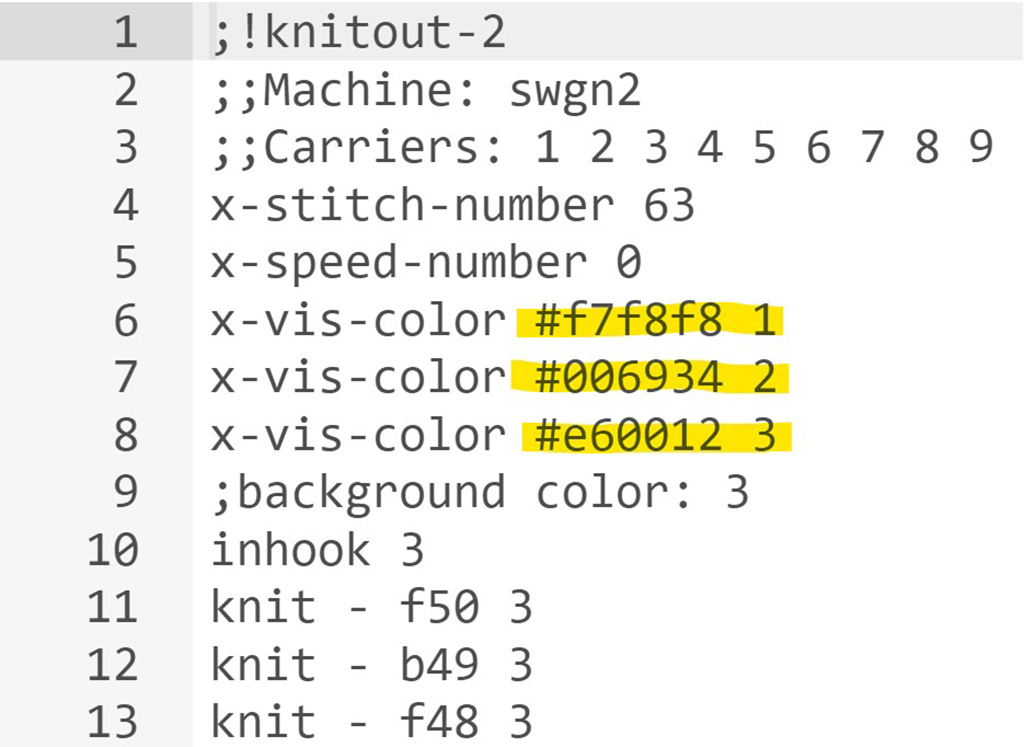 1 ;!knitout-2
2 ;;Machine: swgn2
3 ;;Carriers: 1 2 3 4 5 6 7 8 9
4 x-stitch-number 63
5 x-speed-number 0
6 x-vis-color #f7f8f8 1
7 x-vis-color #006934 2
8 x-vis-color #e60012 3
9 ;background color: 3
10 inhook 3
11 knit - f50 3
12 knit - b49 3
13 knit - f48 3